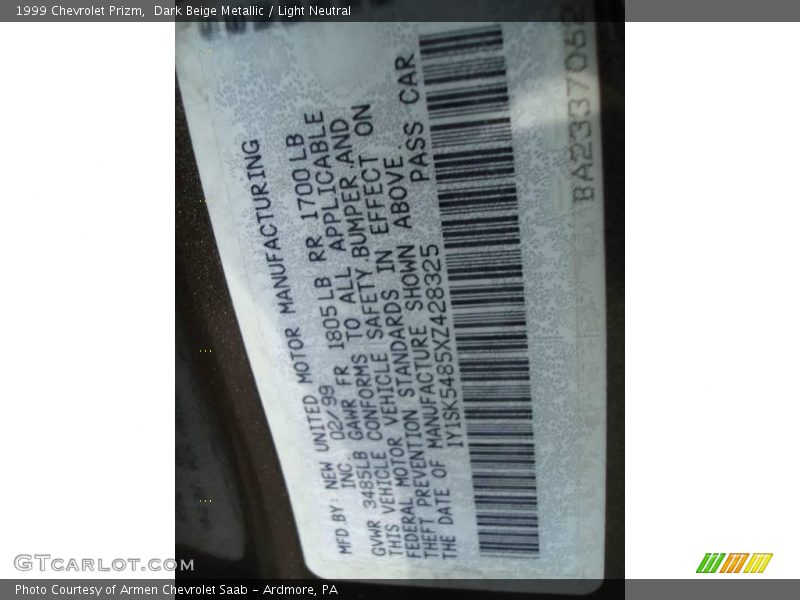 1999 Chevrolet Prizm,  Dark Beige Metallic / Light Neutral
MFD.BY: NEW UNITED MOTOR MANUFACTURING
INC 02/99
GVWR 3485LB GAWR FR 1805LB RR 1700LB
THIS VEHICLE CONFORMS TO ALL APPLICABLE
FEDERAL MOTOR VEHICLE SAFETY.BUMPER.AND
THEFT PREVENTION STANDARDS IN EFFECT ON
THE DATE OF MANUFACTURE SHOWN ABOVE.
1Y1SK5485XZ428325 PASS CAR
GTCarLot.com
Photo Courtesy of Armen Chevrolet Saab - Ardmore, PA